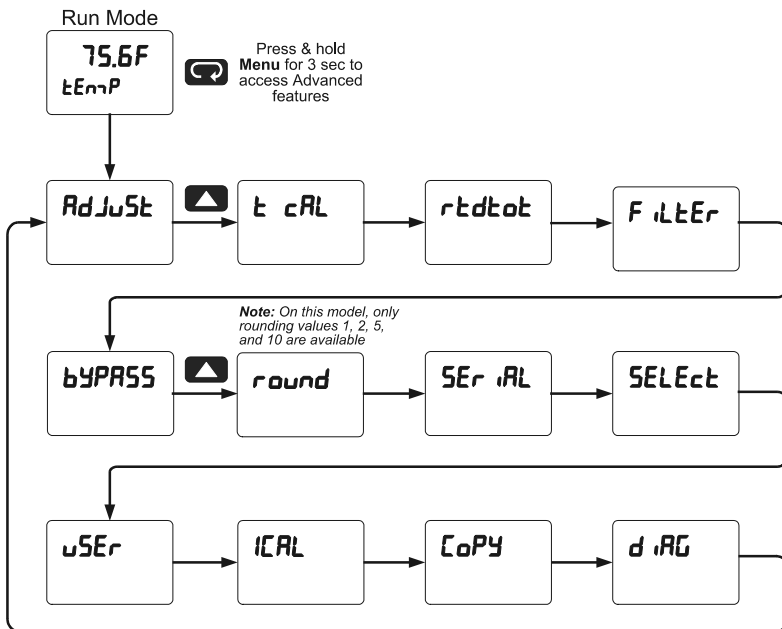 Run Mode
75.6F
tEmP
Press & hold
Menu for 3 sec to
access Advanced
features
AdJuSt
t cAL
rtdtot
FiLtEr
Note: On this model, only
rounding values 1, 2, 5,
and 10 are available
bYPASS
round
SEriAL
SELEct
uSEr
ICAL
CoPY
diAG